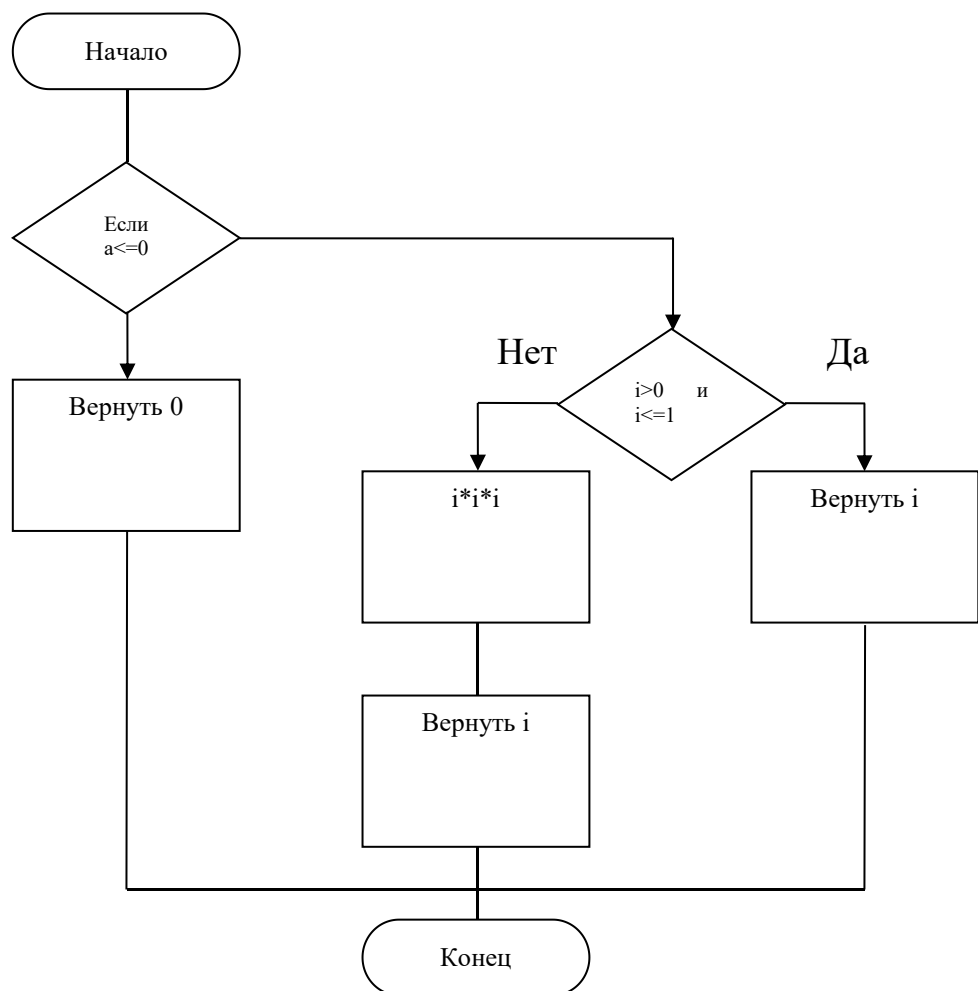 Начало
Если
a<=0
Нет
Да
Вернуть 0
i>0 и
i<=1
i*i*i
Вернуть i
Вернуть i
Конец